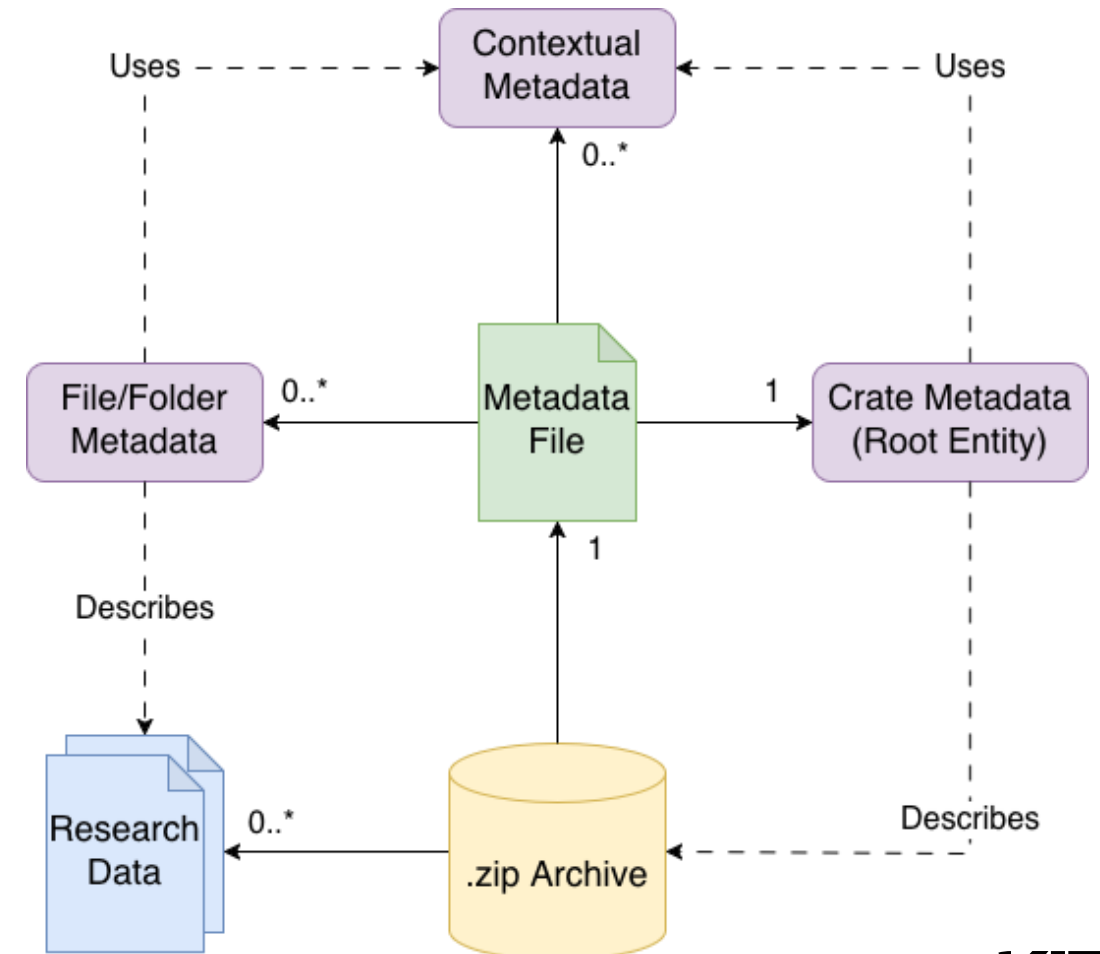 Contextual
Metadata
Uses
Uses
0..*
File/Folder
Metadata
0..*
Metadata
File
1
Crate Metadata
(Root Entity)
1
Describes
Describes
Research
Data
0..*
.zip Archive